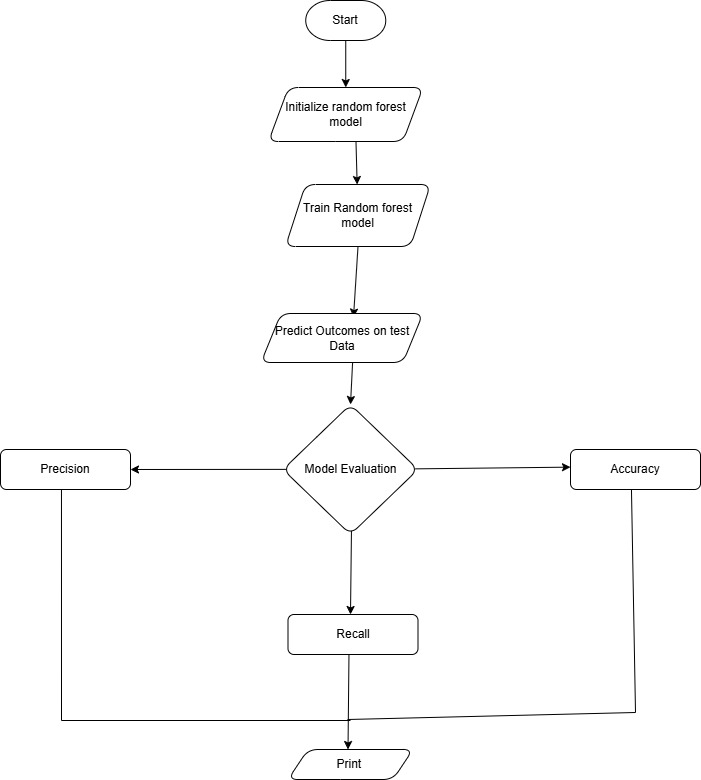 Start
Initialize random forest
model
Train Random forest
model
Predict Outcomes on test
Data
Precision
Model Evaluation
Accuracy
Recall
Print